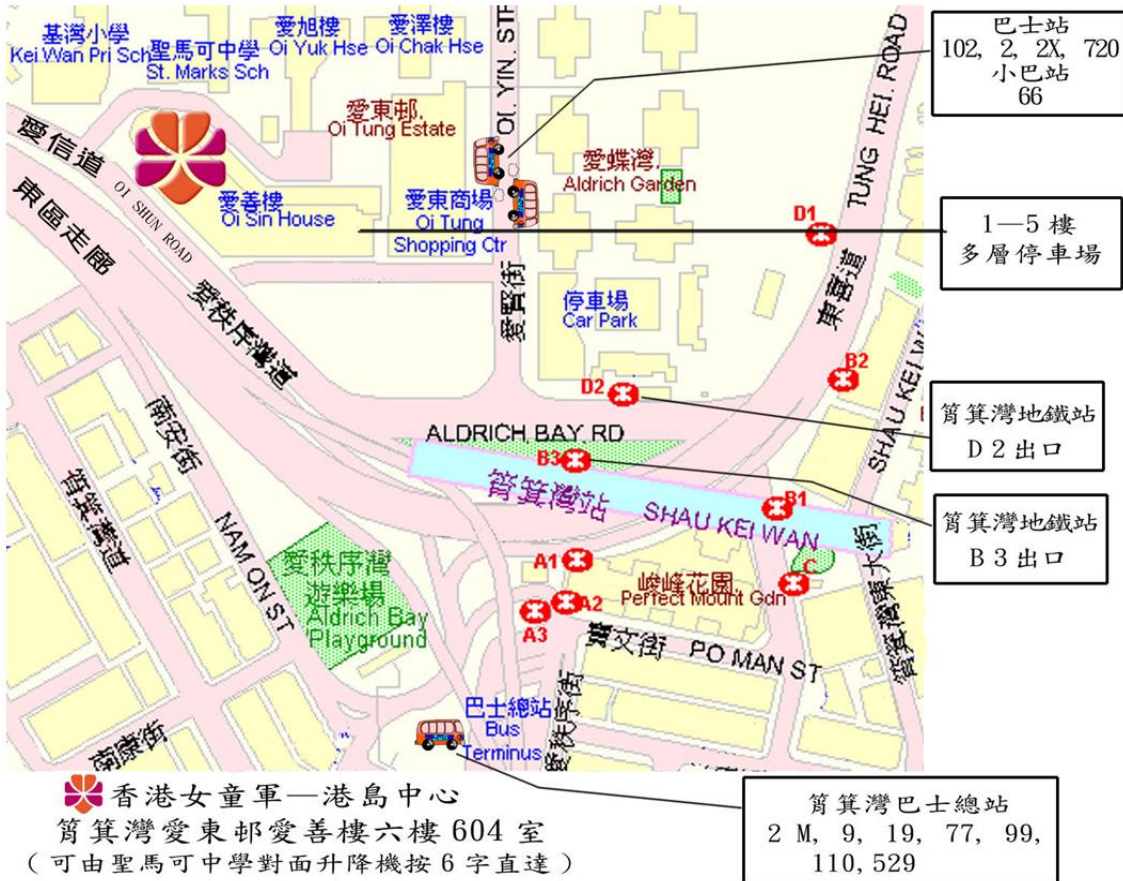 基灣小學
Kei Wan Pri Sch
聖馬可中學
St. Marks Sch
愛旭樓
Oi Yuk Hse
愛澤樓
Oi Chak Hse
OI. YIN. STR
TUNG HEI. ROAD
巴士站
102, 2, 2X, 720
小巴站
66
愛信道
OI SHUN ROAD
東區走廊
愛東邨.
Oi Tung Estate
愛善樓
Oi Sin House
愛東商場
Oi Tung
Shopping Ctr
愛蝶灣.
Aldrich Garden
D1
1—5 樓
多層停車場
愛賢街
東喜道
停車場
Car Park
愛秩序灣道
D2
B2
SHAU KEI W
筲箕灣地鐵站
D 2 出口
ALDRICH BAY RD
B3
筲箕灣站 SHAU KEI WAN
B1
筲箕灣地鐵站
B 3 出口
筲箕灣道
南安街
NAM ON ST
愛秩序灣
遊樂場
Aldrich Bay
Playground
A1
A2
A3
峻峰花園.
Perfect Mount Gdn
C
筲箕灣東大街
文街 PO MAN ST
愛秩序街
南康街
巴士總站
Bus
Terminus
香港女童軍—港島中心
筲箕灣愛東邨愛善樓六樓 604 室
(可由聖馬可中學對面升降機按 6 字直達)
筲箕灣巴士總站
2 M, 9, 19, 77, 99,
110,529